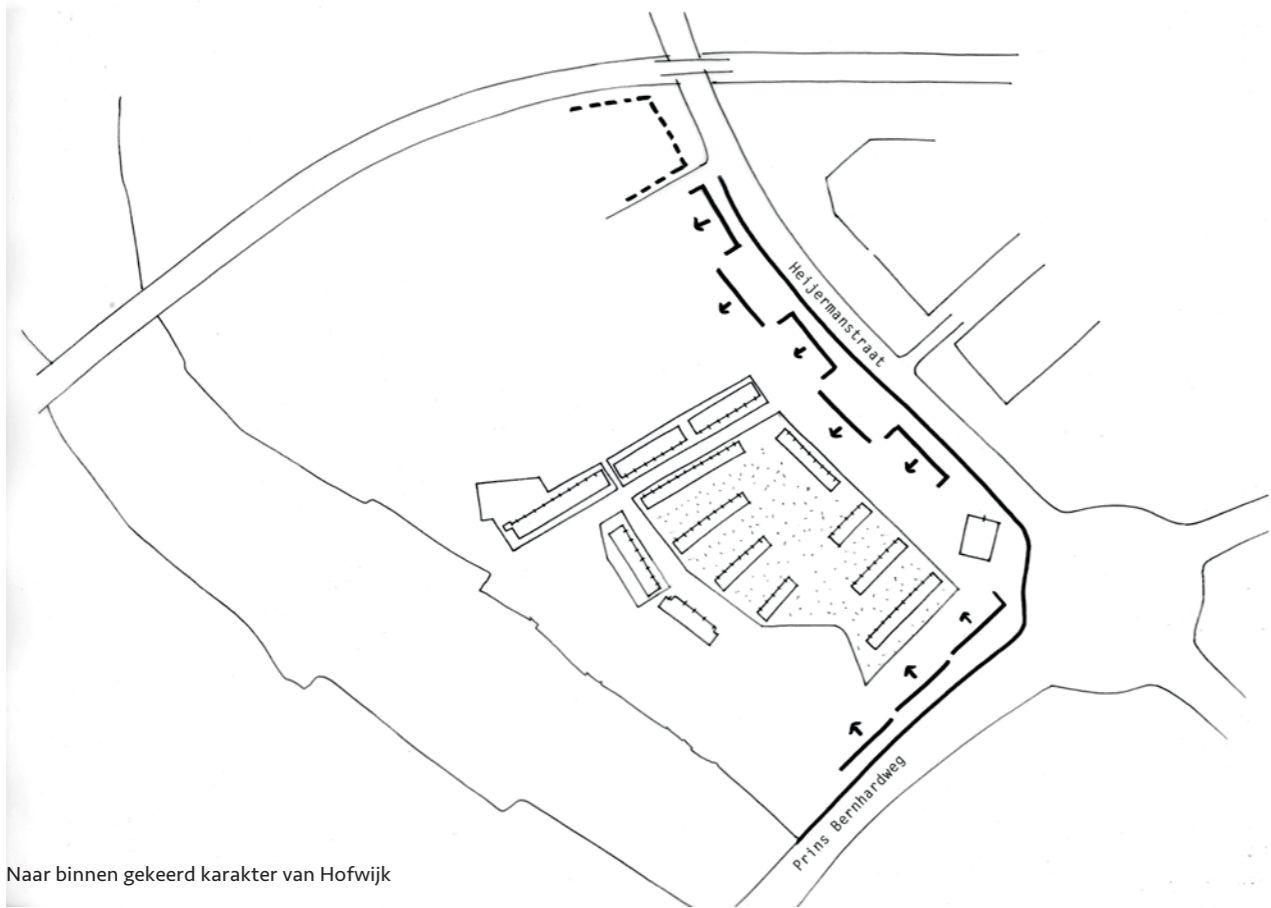 Heijermanstraat
Prins Bernhardweg
Naar binnen gekeerd karakter van Hofwijk